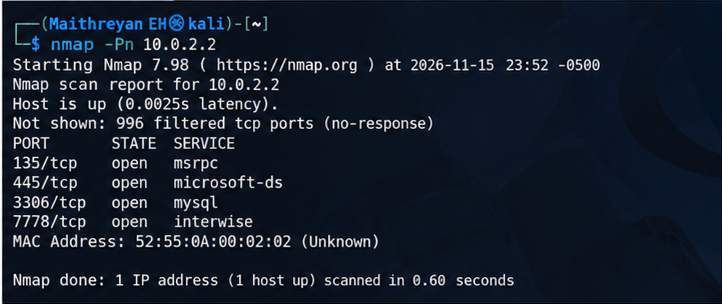 ┌──(Maithreyan EH㉿kali)-[~]
└─$ nmap -Pn 10.0.2.2
Starting Nmap 7.98 ( https://nmap.org ) at 2026-11-15 23:52 -0500
Nmap scan report for 10.0.2.2
Host is up (0.0025s latency).
Not shown: 996 filtered tcp ports (no-response)
PORT     STATE SERVICE
135/tcp  open  msrpc
445/tcp  open  microsoft-ds
3306/tcp open  mysql
7778/tcp open  interwise
MAC Address: 52:55:0A:00:02:02 (Unknown)
Nmap done: 1 IP address (1 host up) scanned in 0.60 seconds